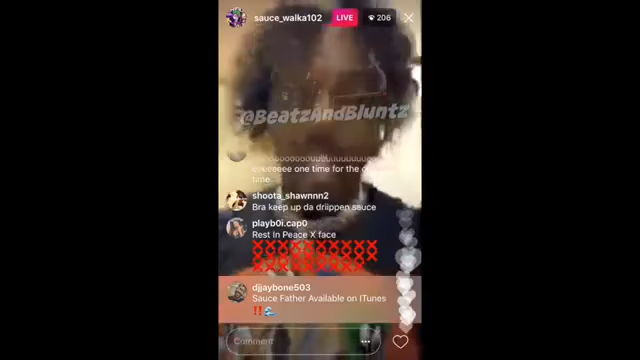 sauce_walka102 LIVE 206
@BeatzAndBluntz
eeeeeee one time for the
time
shoota_shawnnn2
Bra keep up da driippen sauce
playb0i.cap0
Rest In Peace X face
djjaybone503
Sauce Father Available on ITunes
‼️🌊
Comment